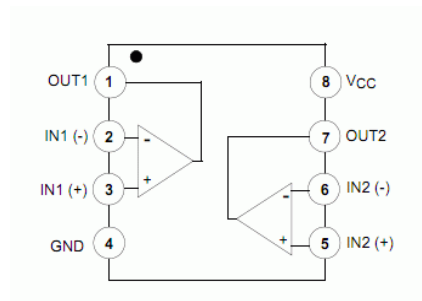 OUT1 1
8 VCC
IN1 (-) 2 -
7 OUT2
IN1 (+) 3 +
- 6 IN2 (-)
GND 4
+ 5 IN2 (+)